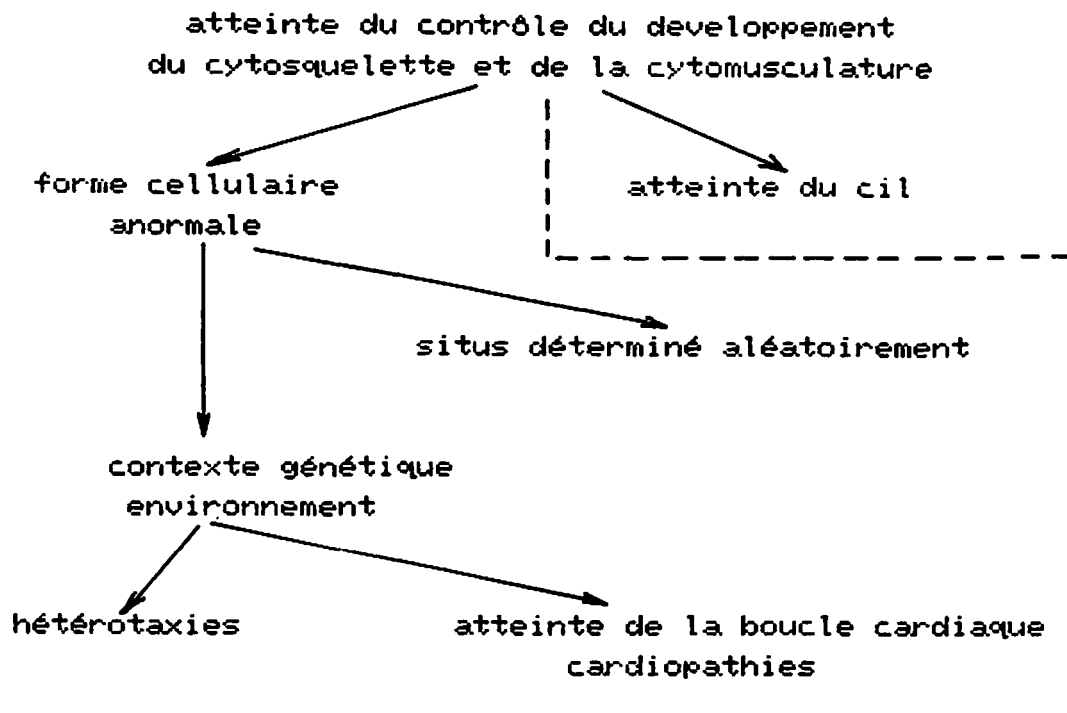 atteinte du contrôle du developpement
du cytosquelette et de la cytomusculature
forme cellulaire
anormale
atteinte du cil
situs déterminé aléatoirement
contexte génétique
environnement
hétérotaxies
atteinte de la boucle cardiaque
cardiopathies